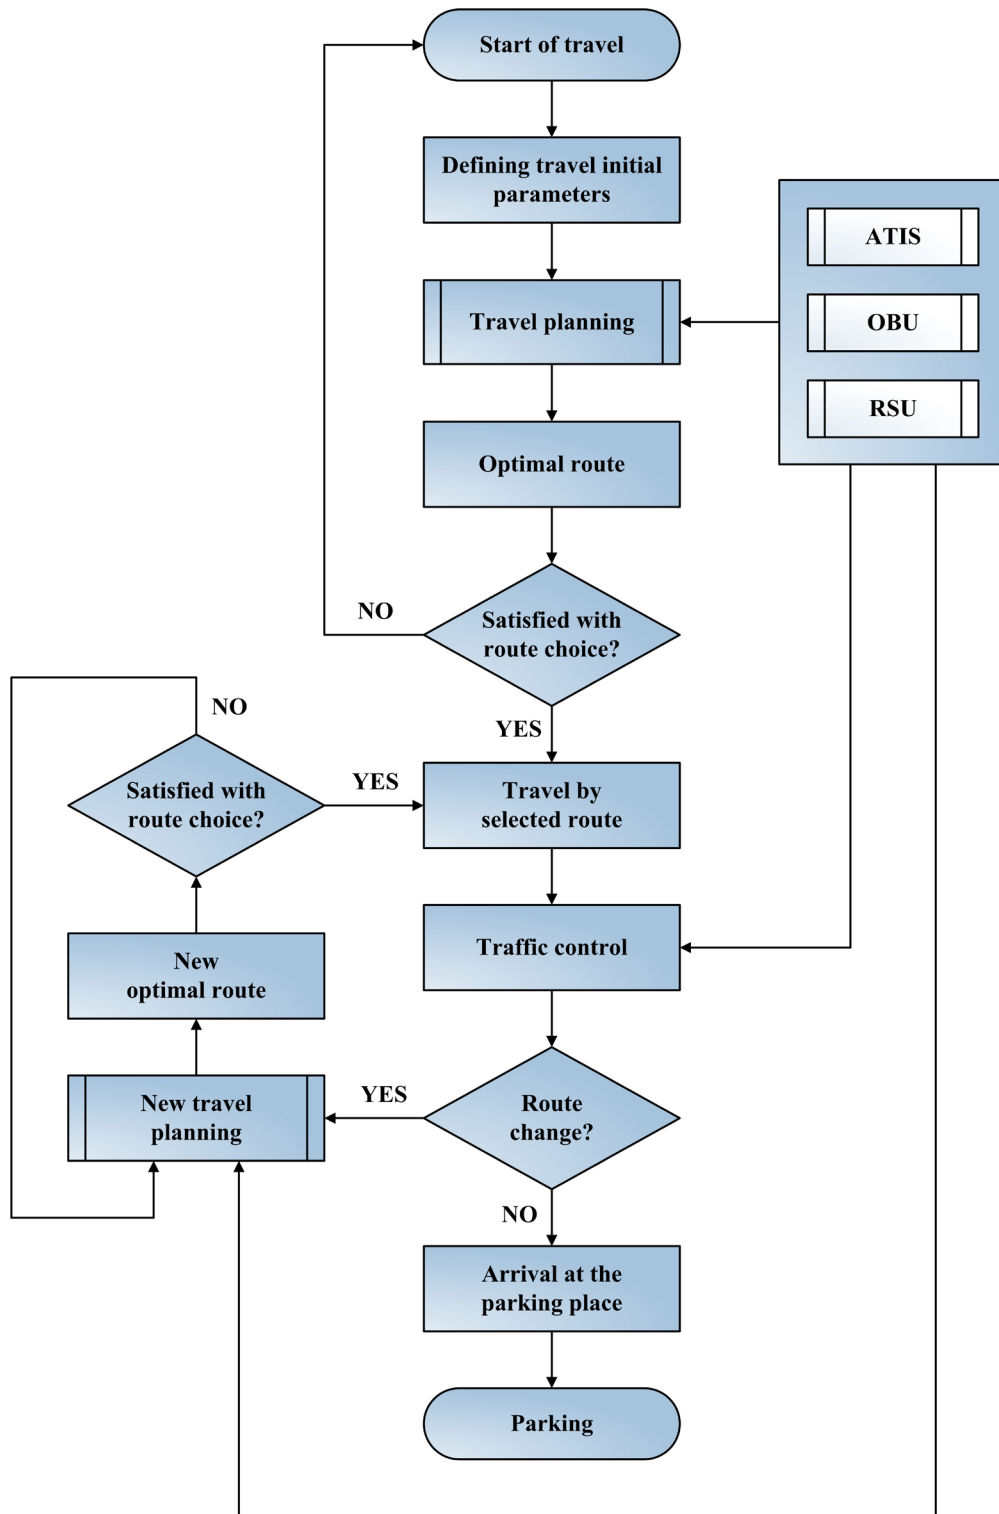 Start of travel
Defining travel initial
parameters
ATIS
Travel planning
OBU
RSU
Optimal route
NO
Satisfied with
route choice?
NO
YES
Satisfied with
route choice?
YES
Travel by
selected route
Traffic control
New
optimal route
New travel
planning
YES
Route
change?
NO
Arrival at the
parking place
Parking